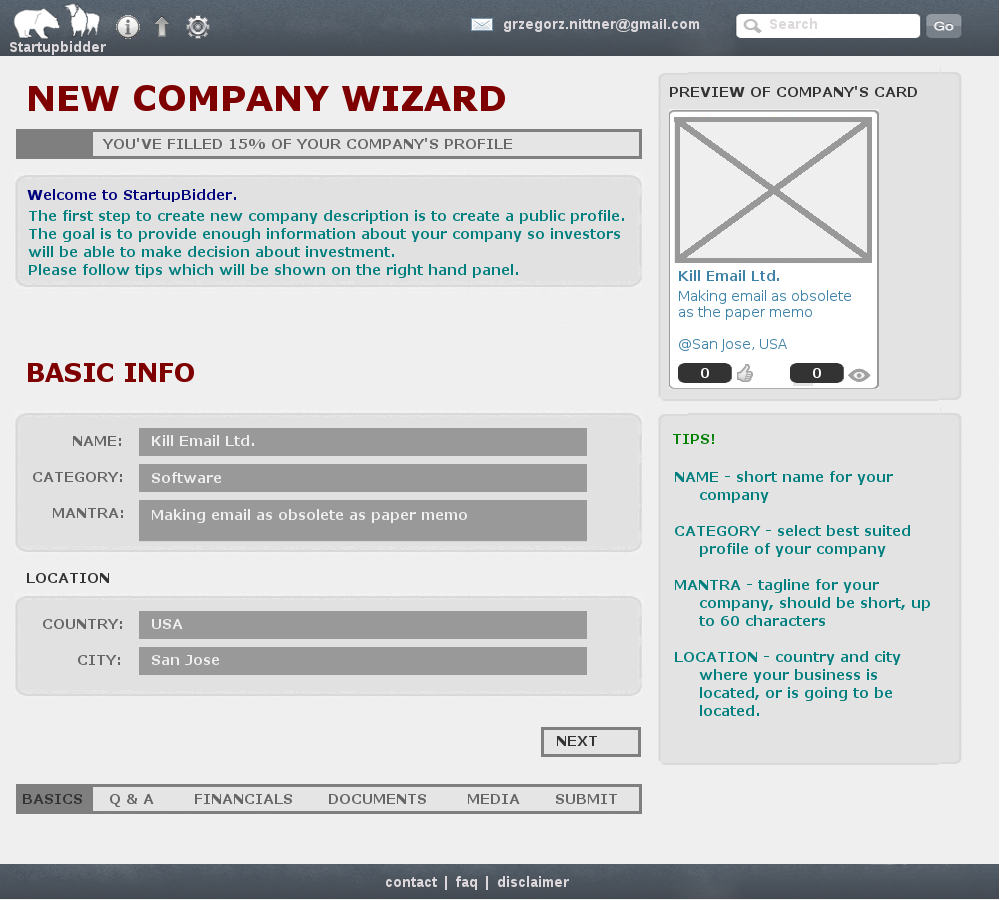 Startupbidder
grzegorz.nittner@gmail.com
Search
Go
NEW COMPANY WIZARD
YOU'VE FILLED 15% OF YOUR COMPANY'S PROFILE
Welcome to StartupBidder.
The first step to create new company description is to create a public profile.
The goal is to provide enough information about your company so investors
will be able to make decision about investment.
Please follow tips which will be shown on the right hand panel.
BASIC INFO
NAME: Kill Email Ltd.
CATEGORY: Software
MANTRA: Making email as obsolete as paper memo
LOCATION
COUNTRY: USA
CITY: San Jose
NEXT
BASICS Q & A FINANCIALS DOCUMENTS MEDIA SUBMIT
PREVIEW OF COMPANY'S CARD
Kill Email Ltd.
Making email as obsolete
as the paper memo
@San Jose, USA
0 0
TIPS!
NAME - short name for your
company
CATEGORY - select best suited
profile of your company
MANTRA - tagline for your
company, should be short, up
to 60 characters
LOCATION - country and city
where your business is
located, or is going to be
located.
contact | faq | disclaimer